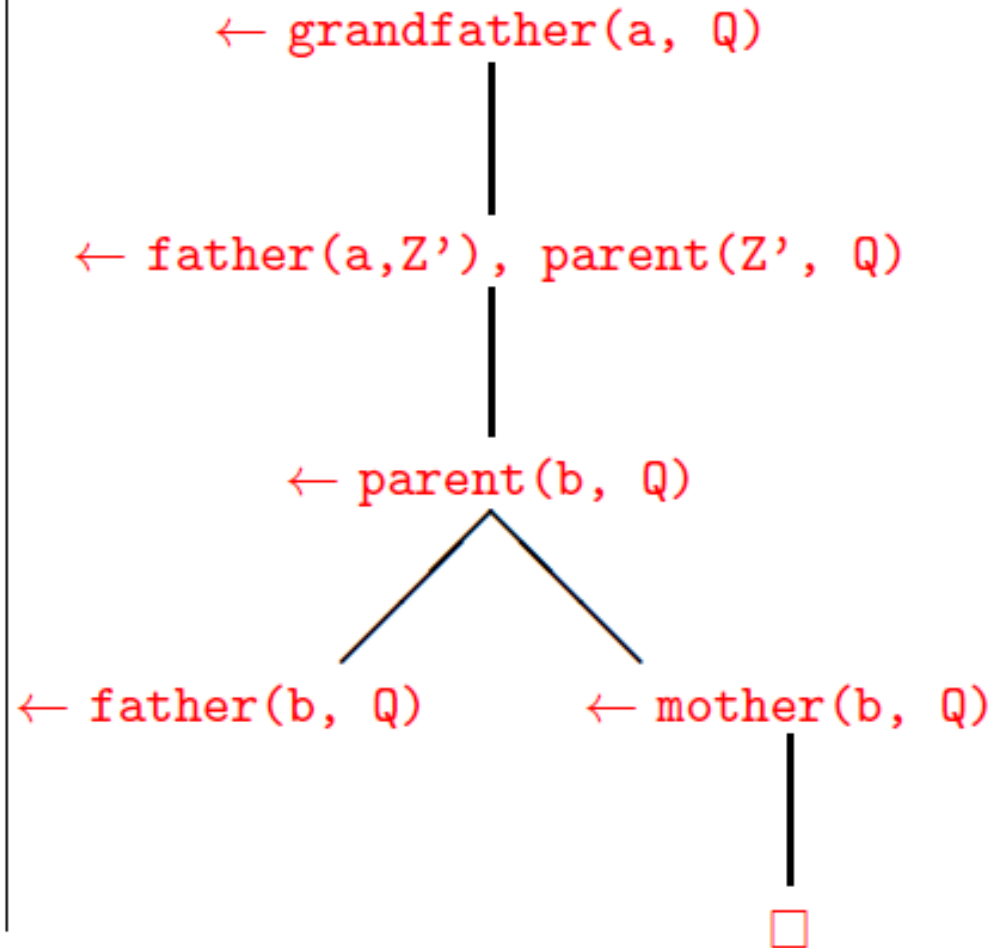 ← grandfather(a, Q)
← father(a,Z’), parent(Z’, Q)
← parent(b, Q)
← father(b, Q) ← mother(b, Q)
□